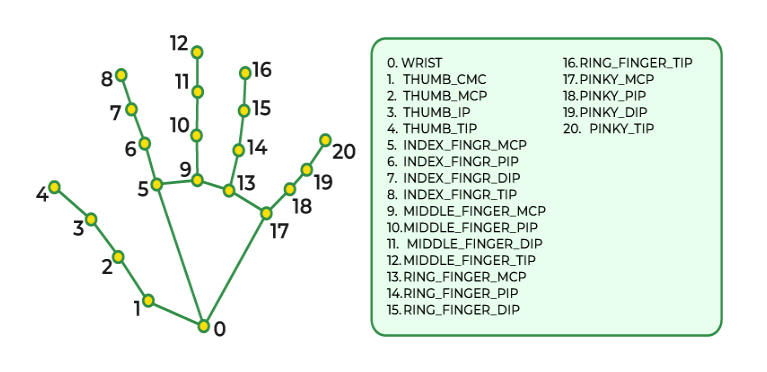 12
8
16
11
7
15
10
6
14
20
9
5
13
19
4
18
3
17
2
1
0
0. WRIST
1. THUMB_CMC
2. THUMB_MCP
3. THUMB_IP
4. THUMB_TIP
5. INDEX_FINGR_MCP
6. INDEX_FINGR_PIP
7. INDEX_FINGR_DIP
8. INDEX_FINGR_TIP
9. MIDDLE_FINGER_MCP
10.MIDDLE_FINGER_PIP
11. MIDDLE_FINGER_DIP
12.MIDDLE_FINGER_TIP
13.RING_FINGER_MCP
14.RING_FINGER_PIP
15.RING_FINGER_DIP
16.RING_FINGER_TIP
17.PINKY_MCP
18.PINKY_PIP
19.PINKY_DIP
20. PINKY_TIP